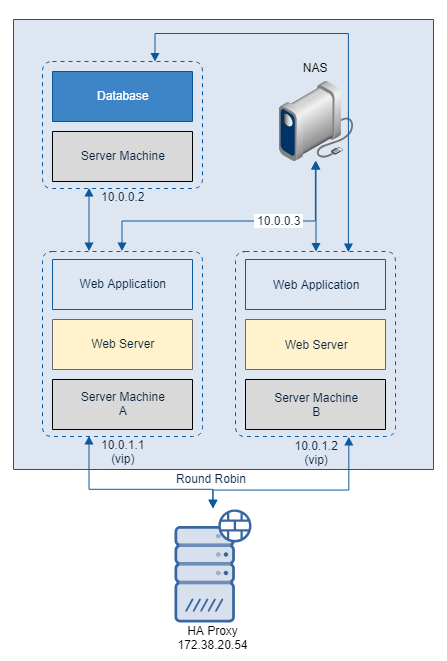 NAS
Database
Server Machine
10.0.0.2
10.0.0.3
Web Application
Web Server
Server Machine
A
10.0.1.1
(vip)
Web Application
Web Server
Server Machine
B
10.0.1.2
(vip)
Round Robin
HA Proxy
172.38.20.54